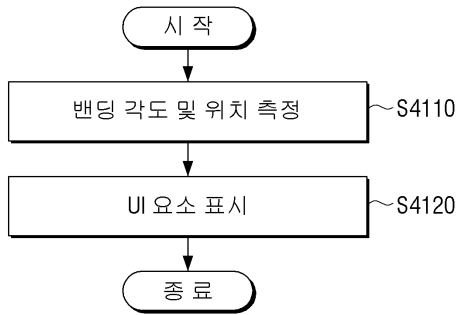 시 작
밴딩 각도 및 위치 측정
S4110
UI 요소 표시
S4120
종 료